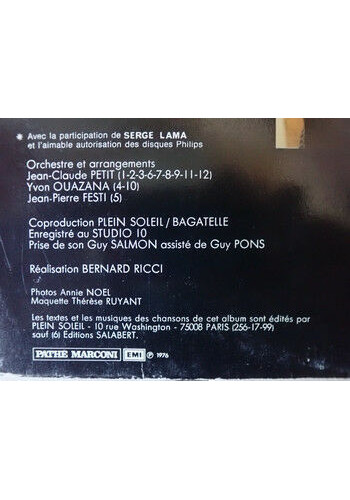 * Avec la participation de SERGE LAMA
et l'aimable autorisation des disques Philips
Orchestre et arrangements
Jean-Claude PETIT (1-2-3-6-7-8-9-11-12)
Yvon OUAZANA (4-10)
Jean-Pierre FESTI (5)
Coproduction PLEIN SOLEIL / BAGATELLE
Enregistré au STUDIO 10
Prise de son Guy SALMON assisté de Guy PONS
Réalisation BERNARD RICCI
Photos Annie NOEL
Maquette Thérèse RUYANT
Les textes et les musiques des chansons de cet album sont édités par
PLEIN SOLEIL - 10 rue Washington - 75008 PARIS (256-17-99)
sauf (6) Editions SALABERT.
PATHE MARCONI EMI ℗ 1976